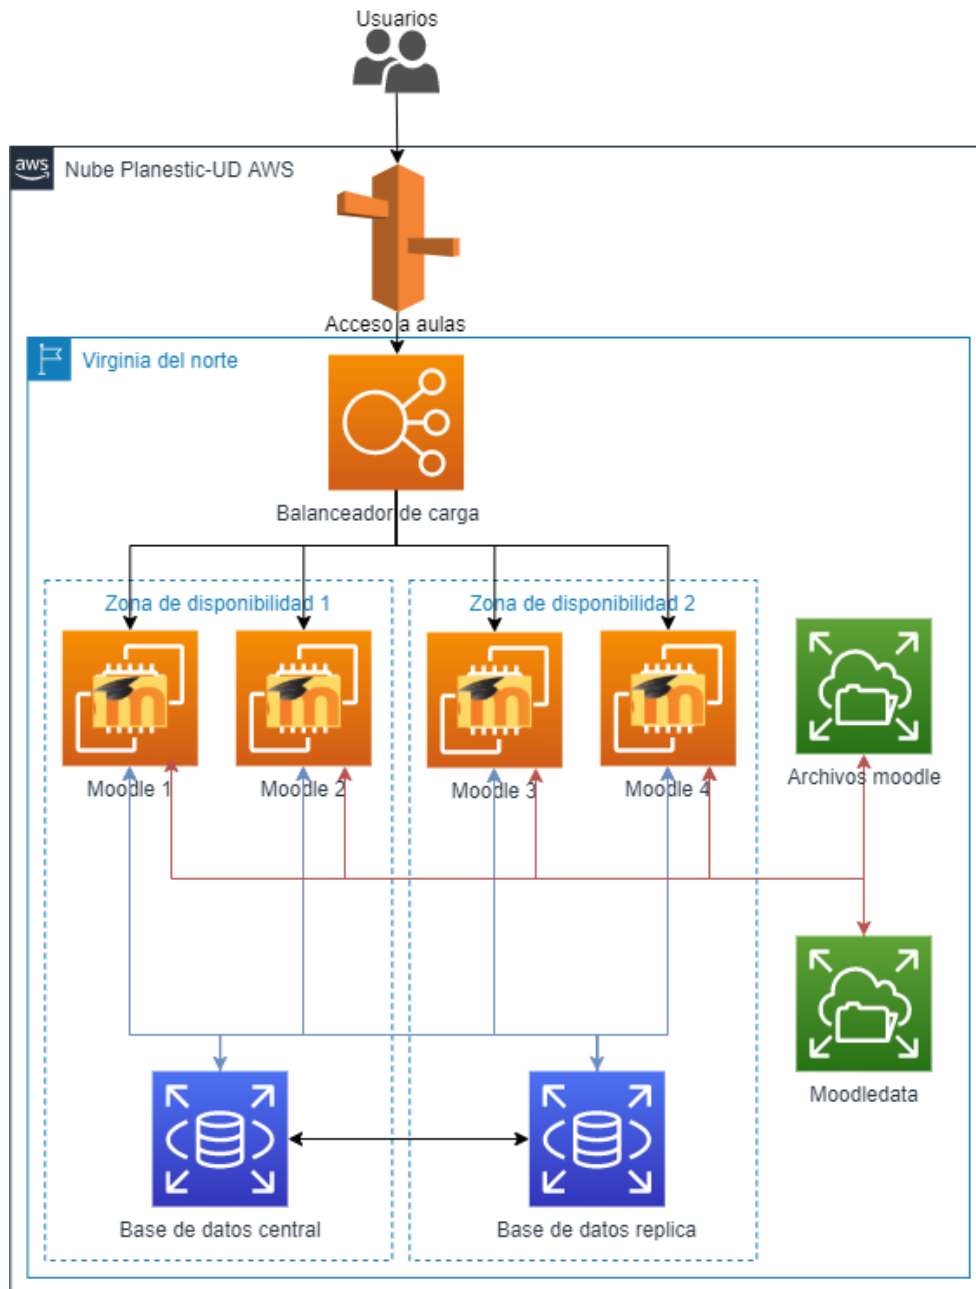 Usuarios
aws
Nube Planestic-UD AWS
Acceso a aulas
Virginia del norte
Balanceador de carga
Zona de disponibilidad 1
Zona de disponibilidad 2
Moodle 1
Moodle 2
Moodle 3
Moodle 4
Archivos moodle
Moodledata
Base de datos central
Base de datos replica